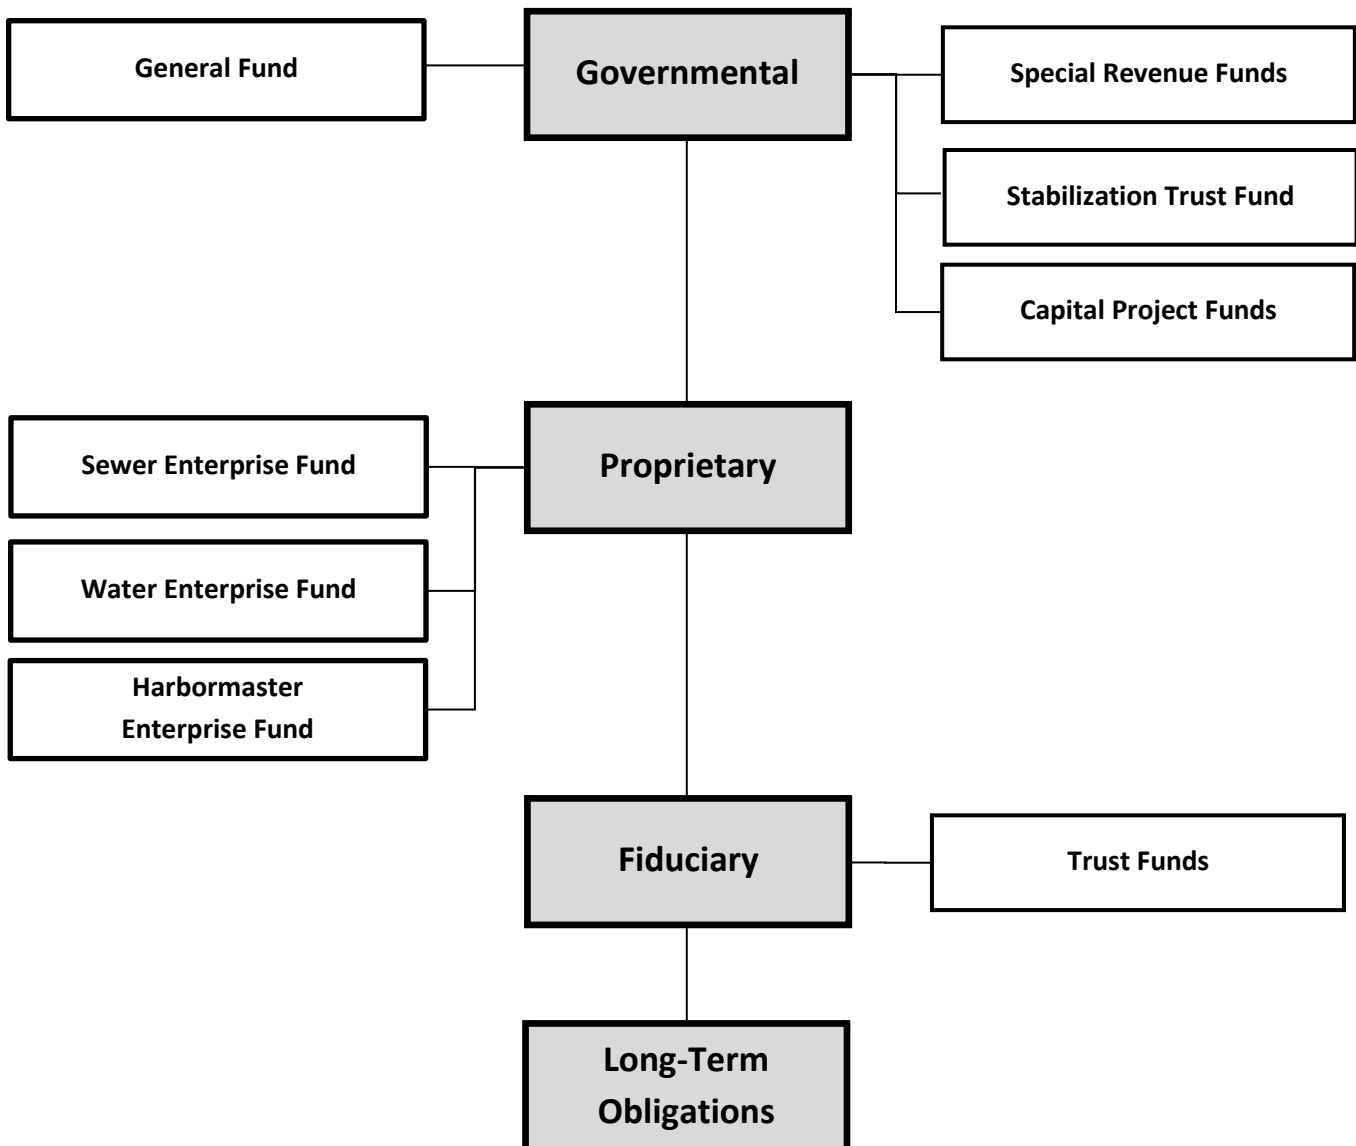 General Fund
Governmental
Special Revenue Funds
Stabilization Trust Fund
Capital Project Funds
Sewer Enterprise Fund
Proprietary
Water Enterprise Fund
Harbormaster
Enterprise Fund
Fiduciary
Trust Funds
Long-Term
Obligations